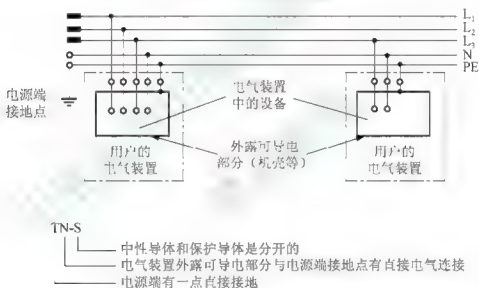 L1
L2
L3
N
PE
电源端
接地点
电气装置
中的设备
外露可导电
部分（机壳等）
用户的
电气装置
用户的
电气装置
TN-S
中性导体和保护导体是分开的
电气装置外露可导电部分与电源端接地点有直接电气连接
电源端有一点直接接地